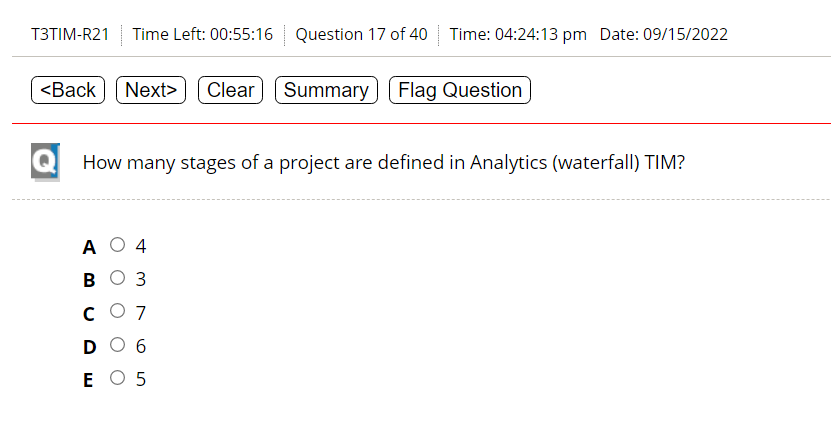 T3TIM-R21 Time Left: 00:55:16 Question 17 of 40 Time: 04:24:13 pm Date: 09/15/2022
<Back Next> Clear Summary Flag Question
Q How many stages of a project are defined in Analytics (waterfall) TIM?
A 4
B 3
C 7
D 6
E 5